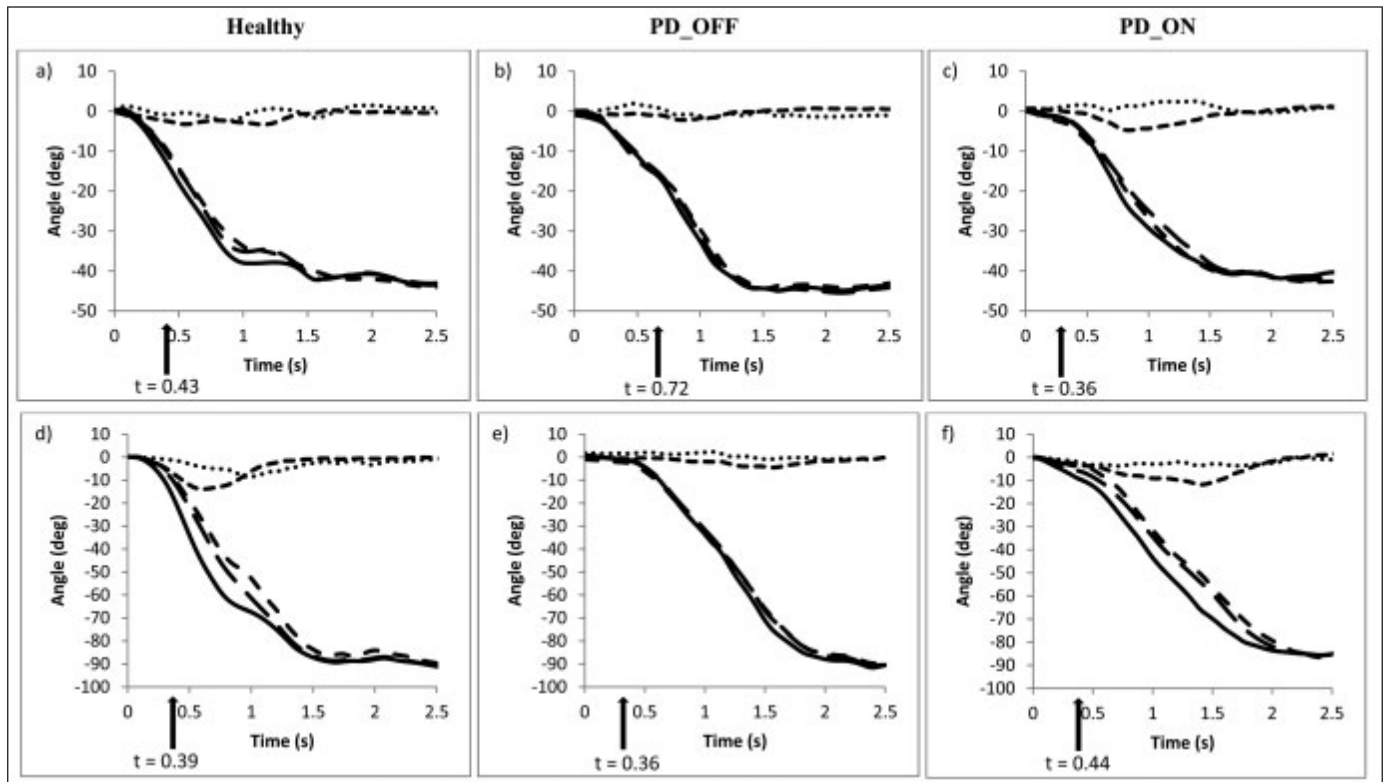 Healthy PD_OFF PD_ON
a)
10
0
-10
-20
-30
-40
-50
Angle (deg)
0 0.5 1 1.5 2 2.5
Time (s)
t = 0.43
b)
10
0
-10
-20
-30
-40
-50
Angle (deg)
0 0.5 1 1.5 2 2.5
Time (s)
t = 0.72
c)
10
0
-10
-20
-30
-40
-50
Angle (deg)
0 0.5 1 1.5 2 2.5
Time (s)
t = 0.36
d)
10
0
-10
-20
-30
-40
-50
-60
-70
-80
-90
-100
Angle (deg)
0 0.5 1 1.5 2 2.5
Time (s)
t = 0.39
e)
10
0
-10
-20
-30
-40
-50
-60
-70
-80
-90
-100
Angle (deg)
0 0.5 1 1.5 2 2.5
Time (s)
t = 0.36
f)
10
0
-10
-20
-30
-40
-50
-60
-70
-80
-90
-100
Angle (deg)
0 0.5 1 1.5 2 2.5
Time (s)
t = 0.44